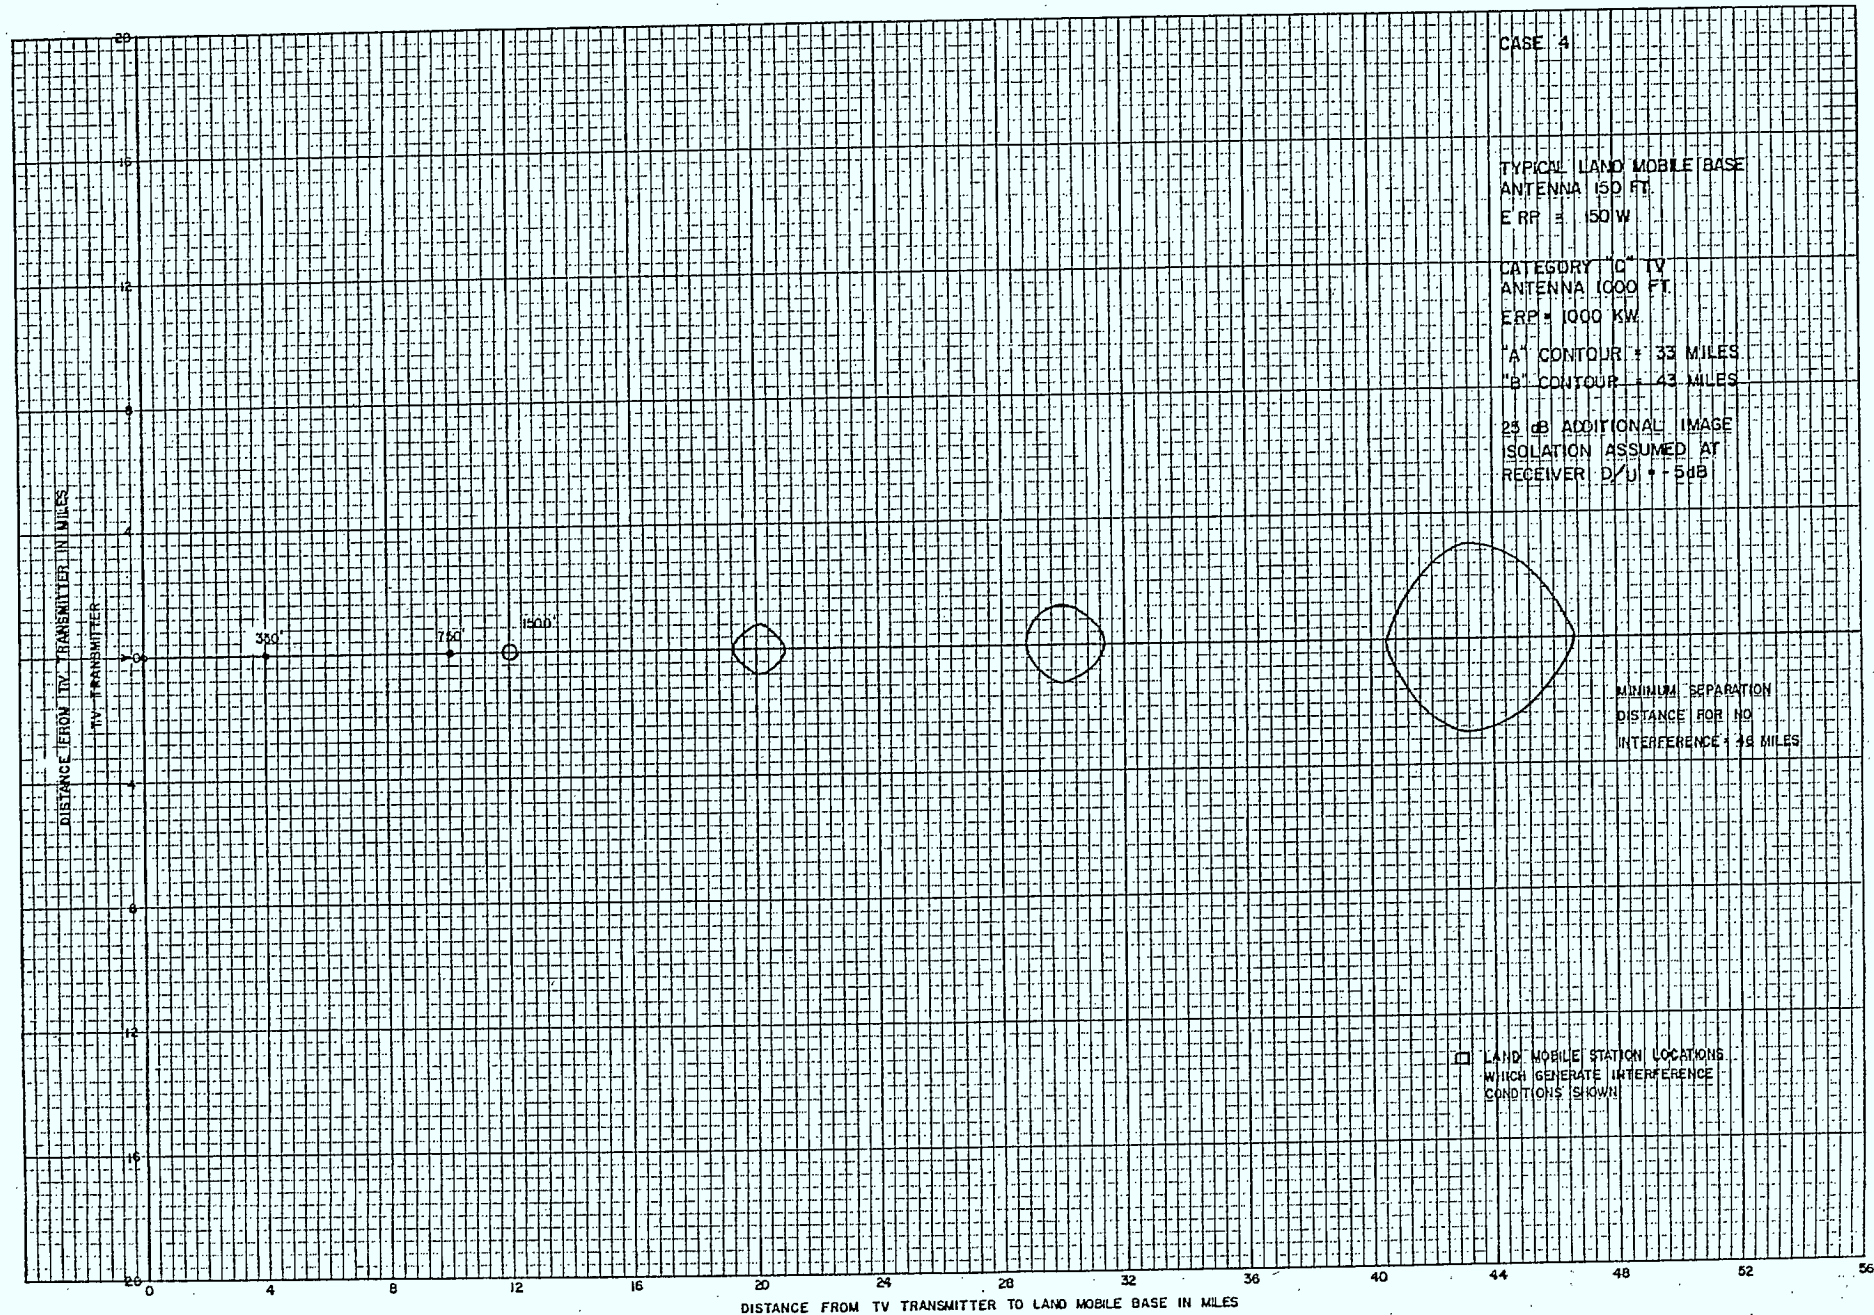 CASE 4
TYPICAL LAND MOBILE BASE
ANTENNA 150 FT.
ERP = 150 W
CATEGORY "C" TV
ANTENNA 1000 FT.
ERP = 1000 KW
"A" CONTOUR = 33 MILES
"B" CONTOUR = 43 MILES
25 dB ADDITIONAL IMAGE
ISOLATION ASSUMED AT
RECEIVER D/U = -5dB
20
16
12
8
4
0
4
8
12
16
20
DISTANCE FROM TV TRANSMITTER IN MILES
TV TRANSMITTER
350'
750'
1500'
MINIMUM SEPARATION
DISTANCE FOR NO
INTERFERENCE = 46 MILES
LAND MOBILE STATION LOCATIONS
WHICH GENERATE INTERFERENCE
CONDITIONS SHOWN
0 4 8 12 16 20 24 28 32 36 40 44 48 52 56
DISTANCE FROM TV TRANSMITTER TO LAND MOBILE BASE IN MILES